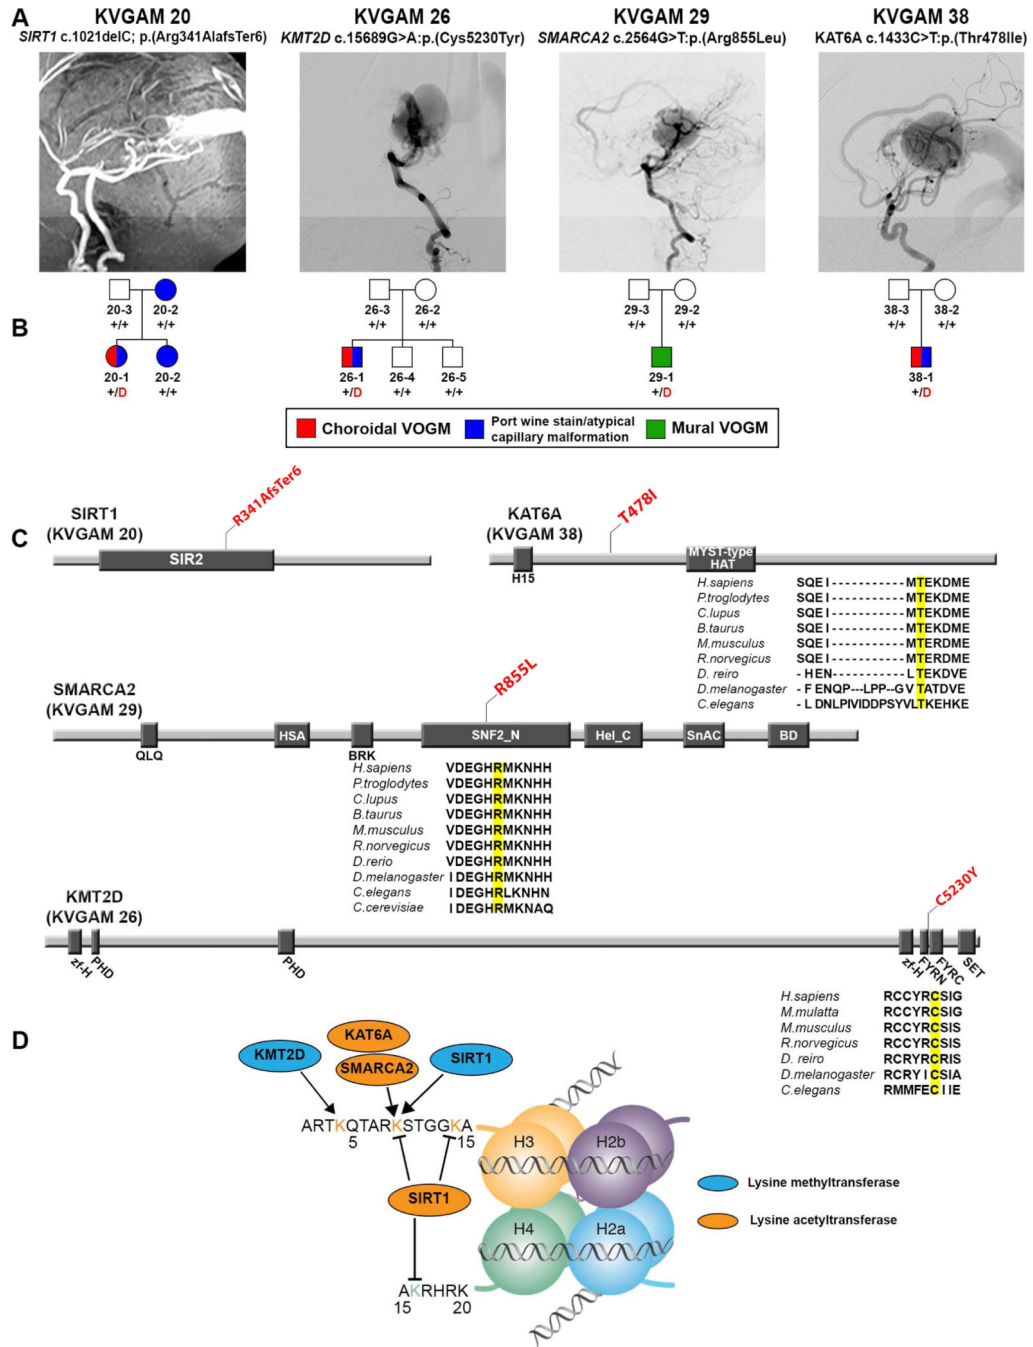 A
KVGAM 20
SIRT1 c.1021delC; p.(Arg341AlafsTer6)
KVGAM 26
KMT2D c.15689G>A:p.(Cys5230Tyr)
KVGAM 29
SMARCA2 c.2564G>T:p.(Arg855Leu)
KVGAM 38
KAT6A c.1433C>T:p.(Thr478Ile)
B
20-3 20-2
+/+ +/+
20-1 20-2
+/D +/+
26-3 26-2
+/+ +/+
26-1 26-4 26-5
+/D +/+ +/+
29-3 29-2
+/+ +/+
29-1
+/D
38-3 38-2
+/+ +/+
38-1
+/D
Choroidal VOGM
Port wine stain/atypical
capillary malformation
Mural VOGM
C
SIRT1
(KVGAM 20)
R341AfsTer6
SIR2
KAT6A
(KVGAM 38)
T478I
H15
MYST-type
HAT
H.sapiens SQEI-----------MTEKDME
P.troglodytes SQEI-----------MTEKDME
C.lupus SQEI-----------MTEKDME
B.taurus SQEI-----------MTEKDME
M.musculus SQEI-----------MTERDME
R.norvegicus SQEI-----------MTERDME
D. reiro -HEN-----------LTEKDVE
D.melanogaster -FENQP---LPP--GVTATDVE
C.elegans -LDNLPIVIDDPSYVLTKEHKE
SMARCA2
(KVGAM 29)
R855L
QLQ
HSA
BRK
SNF2_N
Hel_C
SnAC
BD
H.sapiens VDEGHRMKNHH
P.troglodytes VDEGHRMKNHH
C.lupus VDEGHRMKNHH
B.taurus VDEGHRMKNHH
M.musculus VDEGHRMKNHH
R.norvegicus VDEGHRMKNHH
D.rerio VDEGHRMKNHH
D.melanogaster IDEGHRMKNHH
C.elegans IDEGHRLKNHN
C.cerevisiae IDEGHRMKNAQ
KMT2D
(KVGAM 26)
C5230Y
zf-H
PHD
PHD
zf-H
FYRN
FYRC
SET
H.sapiens RCCYRCSIG
M.mulatta RCCYRCSIG
M.musculus RCCYRCSIS
R.norvegicus RCCYRCSIS
D. reiro RCRYRCRIS
D.melanogaster RCRYICSIA
C.elegans RMMFECIIE
D
KMT2D
KAT6A
SMARCA2
SIRT1
ARTKQTARKSTGGKA
5 15
SIRT1
AKRHRK
15 20
H3
H2b
H4
H2a
Lysine methyltransferase
Lysine acetyltransferase